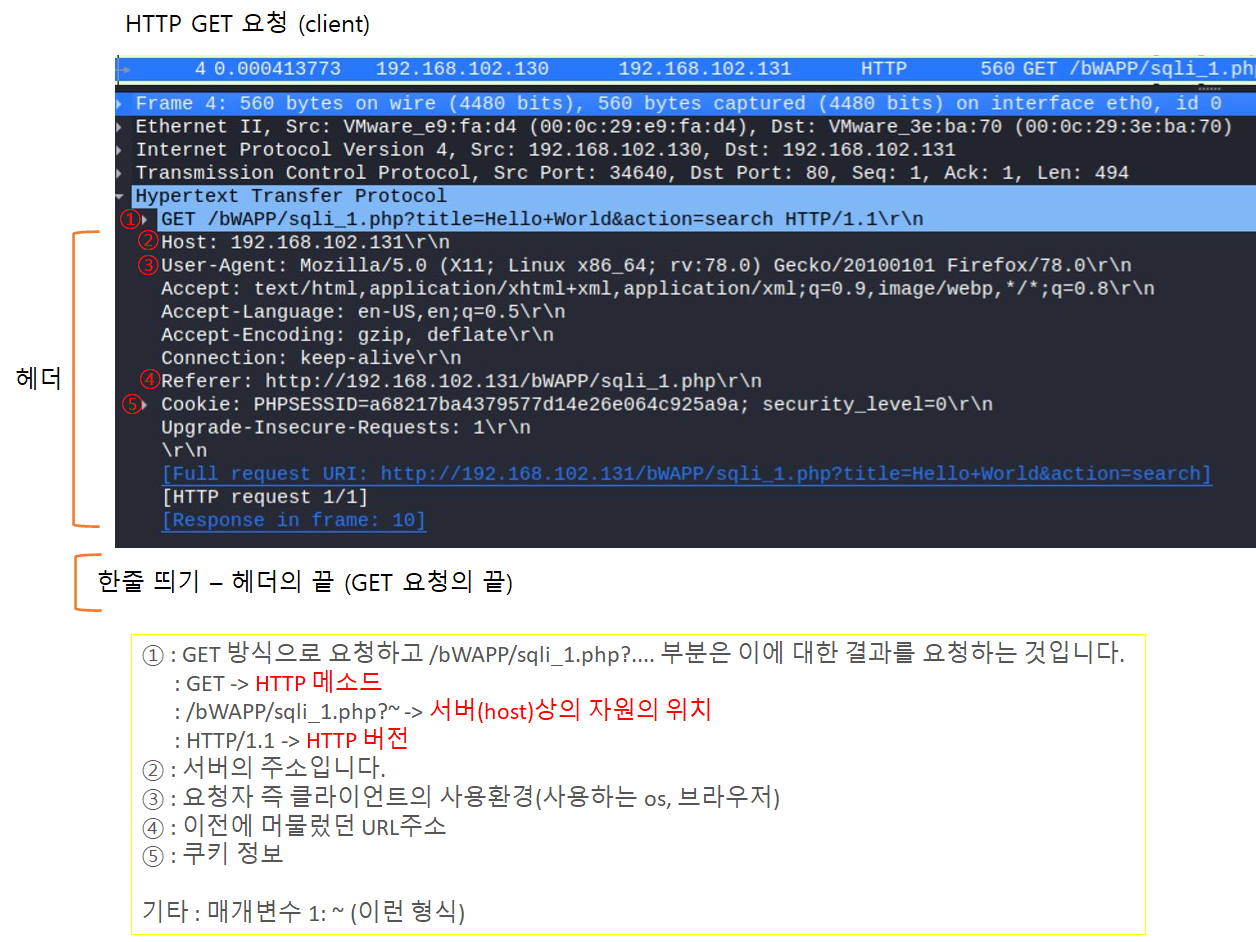 HTTP GET 요청 (client)
4 0.000413773 192.168.102.130 192.168.102.131 HTTP 560 GET /bWAPP/sqli_1.php
Frame 4: 560 bytes on wire (4480 bits), 560 bytes captured (4480 bits) on interface eth0, id 0
Ethernet II, Src: VMware_e9:fa:d4 (00:0c:29:e9:fa:d4), Dst: VMware_3e:ba:70 (00:0c:29:3e:ba:70)
Internet Protocol Version 4, Src: 192.168.102.130, Dst: 192.168.102.131
Transmission Control Protocol, Src Port: 34640, Dst Port: 80, Seq: 1, Ack: 1, Len: 494
Hypertext Transfer Protocol
① GET /bWAPP/sqli_1.php?title=Hello+World&action=search HTTP/1.1\r\n
② Host: 192.168.102.131\r\n
③ User-Agent: Mozilla/5.0 (X11; Linux x86_64; rv:78.0) Gecko/20100101 Firefox/78.0\r\n
Accept: text/html,application/xhtml+xml,application/xml;q=0.9,image/webp,*/*;q=0.8\r\n
Accept-Language: en-US,en;q=0.5\r\n
Accept-Encoding: gzip, deflate\r\n
Connection: keep-alive\r\n
헤더
④ Referer: http://192.168.102.131/bWAPP/sqli_1.php\r\n
⑤ Cookie: PHPSESSID=a68217ba4379577d14e26e064c925a9a; security_level=0\r\n
Upgrade-Insecure-Requests: 1\r\n
\r\n
[Full request URI: http://192.168.102.131/bWAPP/sqli_1.php?title=Hello+World&action=search]
[HTTP request 1/1]
[Response in frame: 10]
한줄 띄기 – 헤더의 끝 (GET 요청의 끝)
① : GET 방식으로 요청하고 /bWAPP/sqli_1.php?.... 부분은 이에 대한 결과를 요청하는 것입니다.
: GET -> HTTP 메소드
: /bWAPP/sqli_1.php?~ -> 서버(host)상의 자원의 위치
: HTTP/1.1 -> HTTP 버전
② : 서버의 주소입니다.
③ : 요청자 즉 클라이언트의 사용환경(사용하는 os, 브라우저)
④ : 이전에 머물렀던 URL주소
⑤ : 쿠키 정보
기타 : 매개변수 1: ~ (이런 형식)